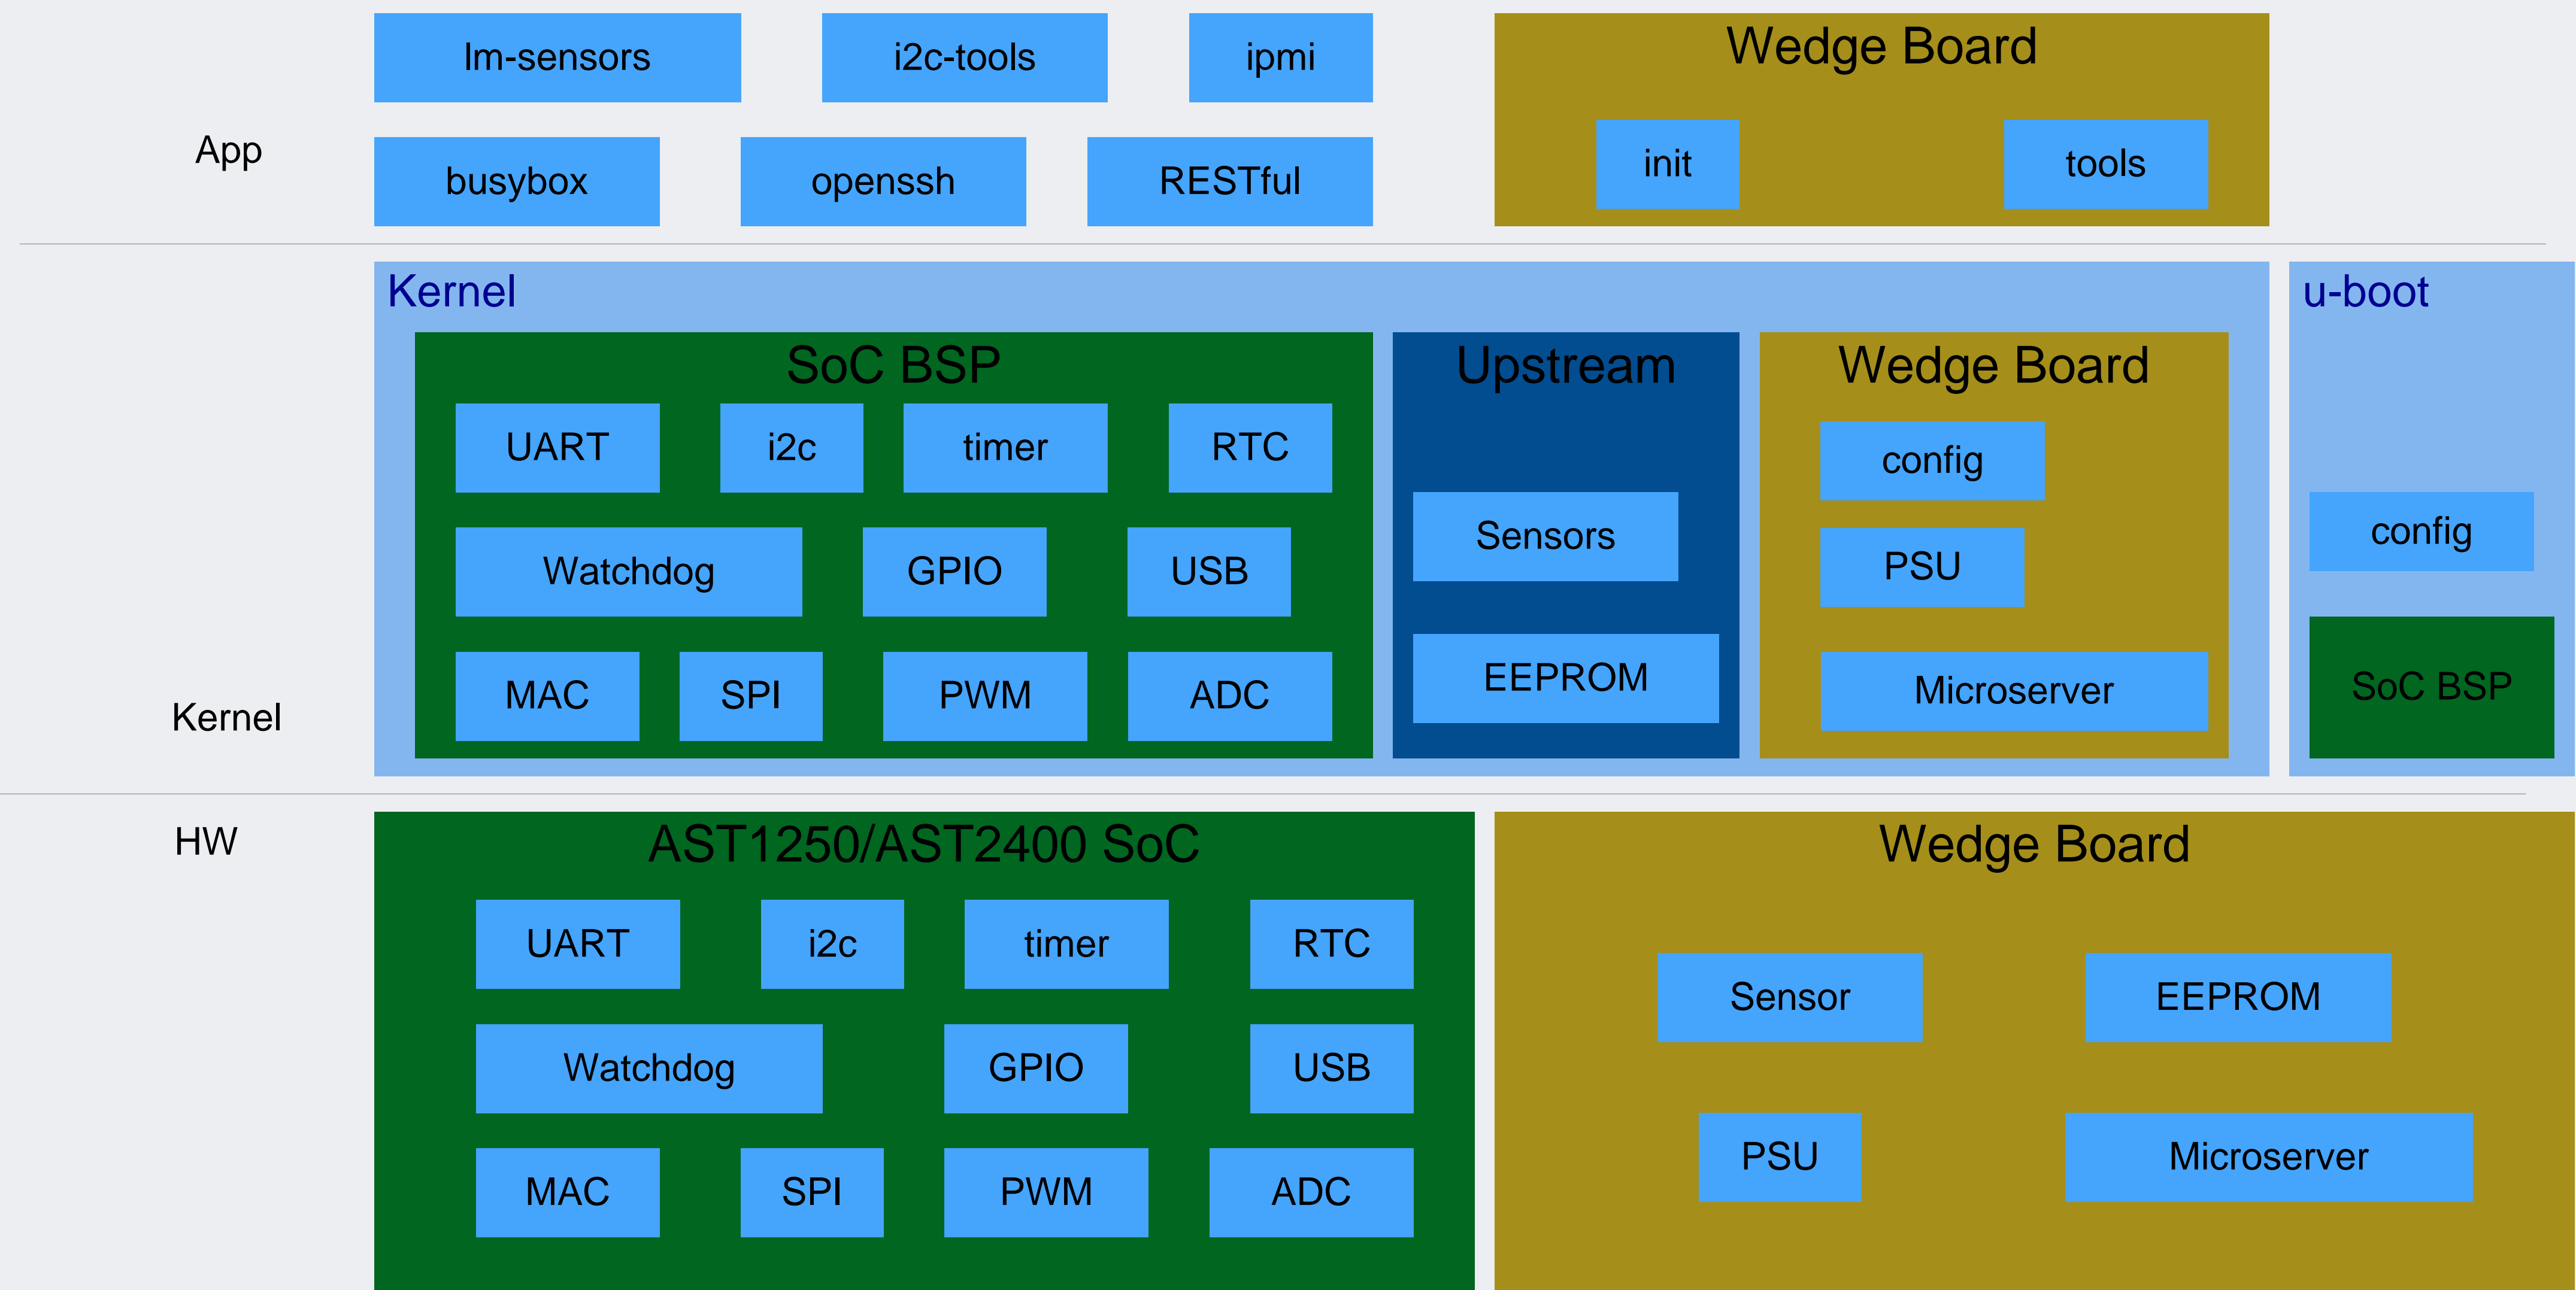 lm-sensors
i2c-tools
ipmi
Wedge Board
App
busybox
openssh
RESTful
init
tools
Kernel
SoC BSP
UART
i2c
timer
RTC
Watchdog
GPIO
USB
MAC
SPI
PWM
ADC
Upstream
Sensors
EEPROM
Wedge Board
config
PSU
Microserver
u-boot
config
SoC BSP
Kernel
HW
AST1250/AST2400 SoC
UART
i2c
timer
RTC
Watchdog
GPIO
USB
MAC
SPI
PWM
ADC
Wedge Board
Sensor
EEPROM
PSU
Microserver